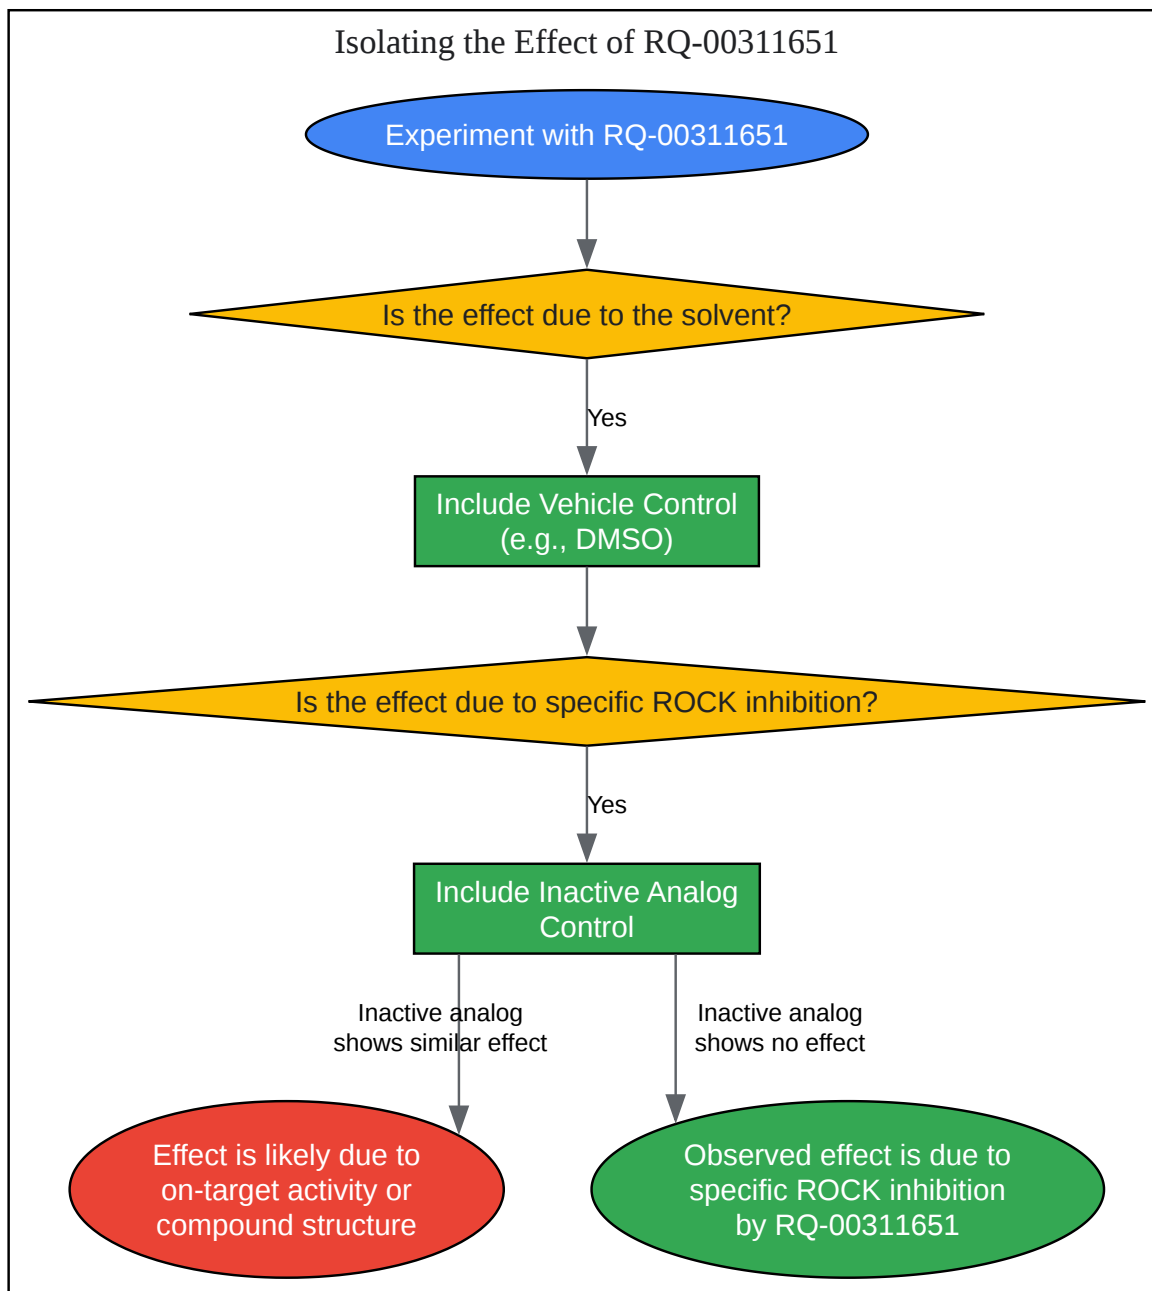 Isolating the Effect of RQ-00311651
Experiment with RQ-00311651
Is the effect due to the solvent?
Yes
Include Vehicle Control
(e.g., DMSO)
Is the effect due to specific ROCK inhibition?
Yes
Include Inactive Analog
Control
Inactive analog
shows similar effect
Inactive analog
shows no effect
Effect is likely due to
on-target activity or
compound structure
Observed effect is due to
specific ROCK inhibition
by RQ-00311651